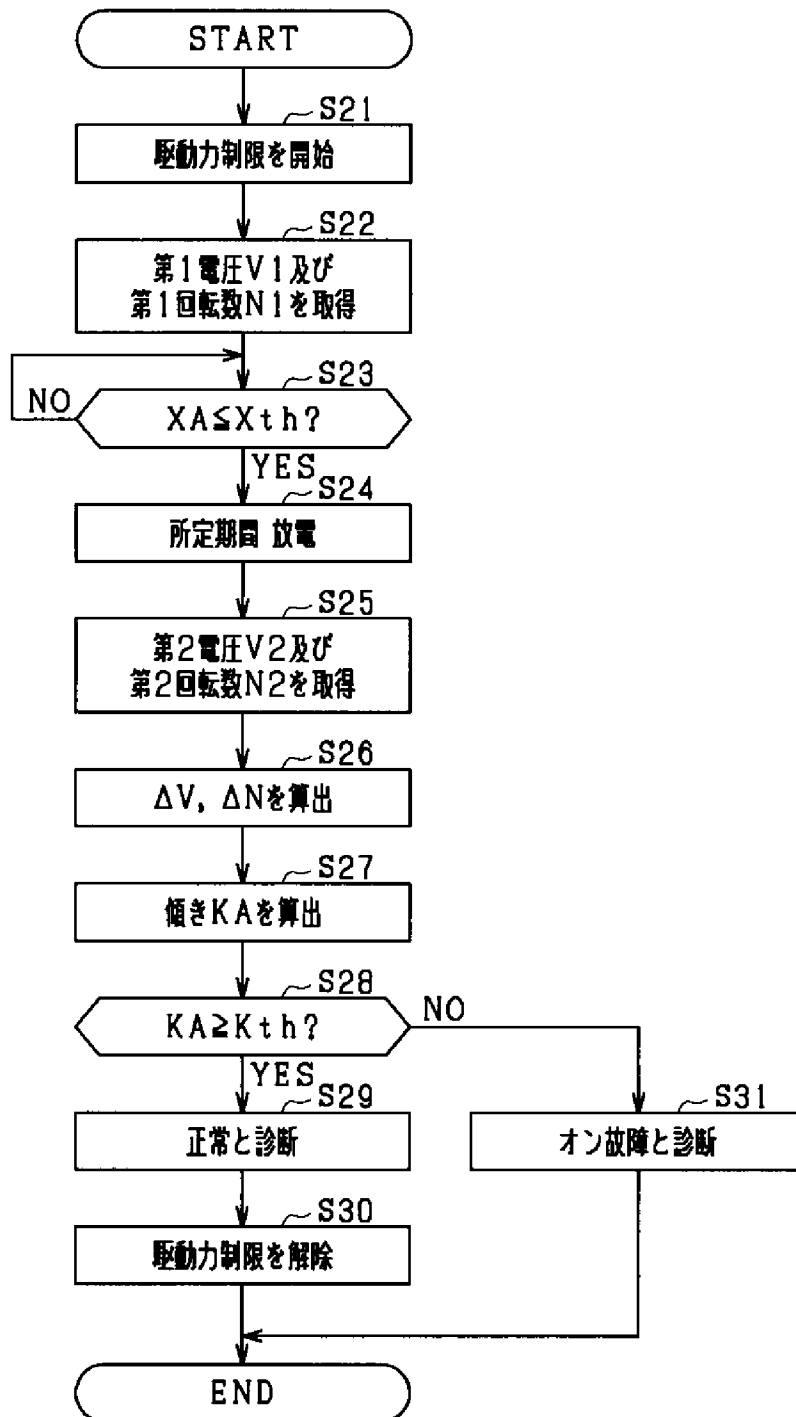 START
S21
駆動力制限を開始
S22
第1電圧V1及び
第1回転数N1を取得
S23
NO
XA≦Xth?
YES
S24
所定期間 放電
S25
第2電圧V2及び
第2回転数N2を取得
S26
ΔV, ΔNを算出
S27
傾きKAを算出
S28
KA≧Kth?
NO
YES
S29
正常と診断
S31
オン故障と診断
S30
駆動力制限を解除
END